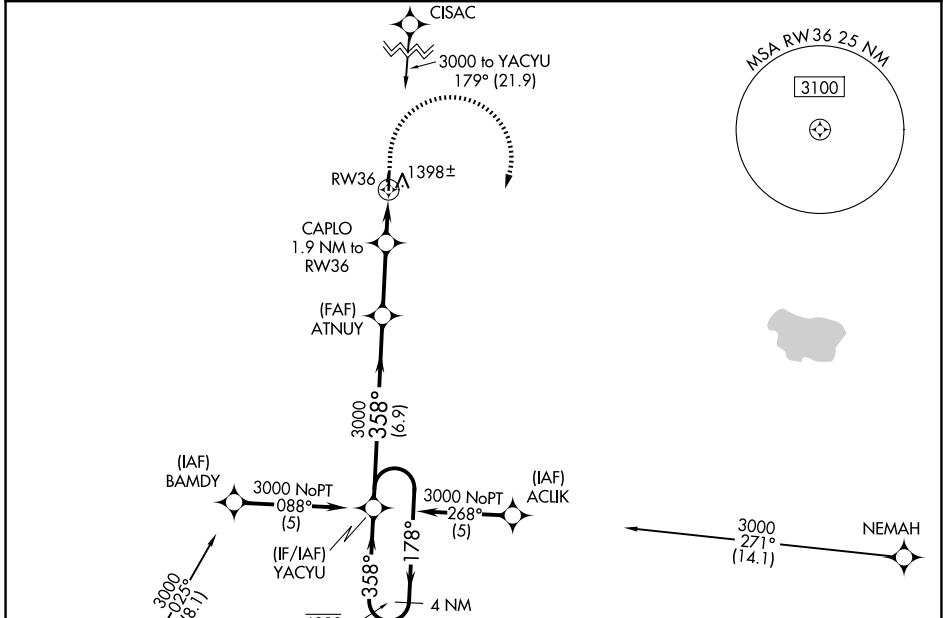 CISAC
3000 to YACYU
179° (21.9)
MSA RW36 25 NM
3100
RW36
1398±
CAPLO
1.9 NM to
RW36
(FAF)
ATNUY
3000
358°
(6.9)
(IAF)
BAMDY
3000 NoPT
088°
(5)
(IAF)
ACLIK
3000 NoPT
268°
(5)
(IF/IAF)
YACYU
358°
178°
4 NM
3000
271°
(14.1)
NEMAH
3000
025°